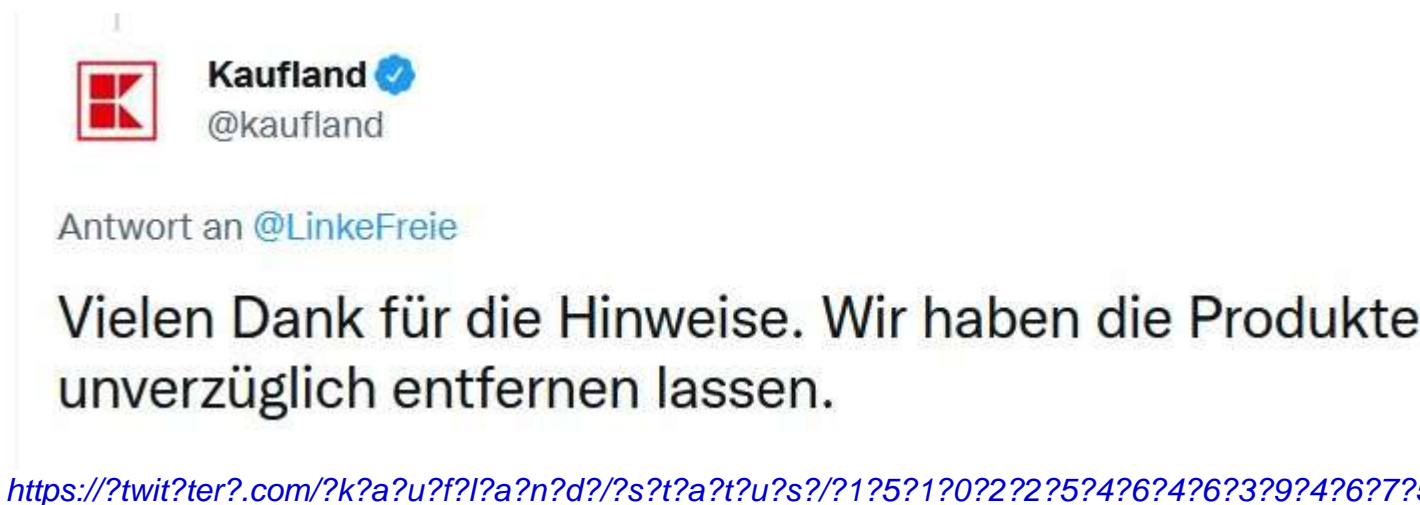 Kaufland
@kaufland
Antwort an @LinkeFreie
Vielen Dank für die Hinweise. Wir haben die Produkte
unverzüglich entfernen lassen.
https://?twit?ter?.com/?k?a?u?f?l?a?n?d?/?s?t?a?t?u?s?/?1?5?1?0?2?2?5?4?6?4?6?3?9?4?6?7?5